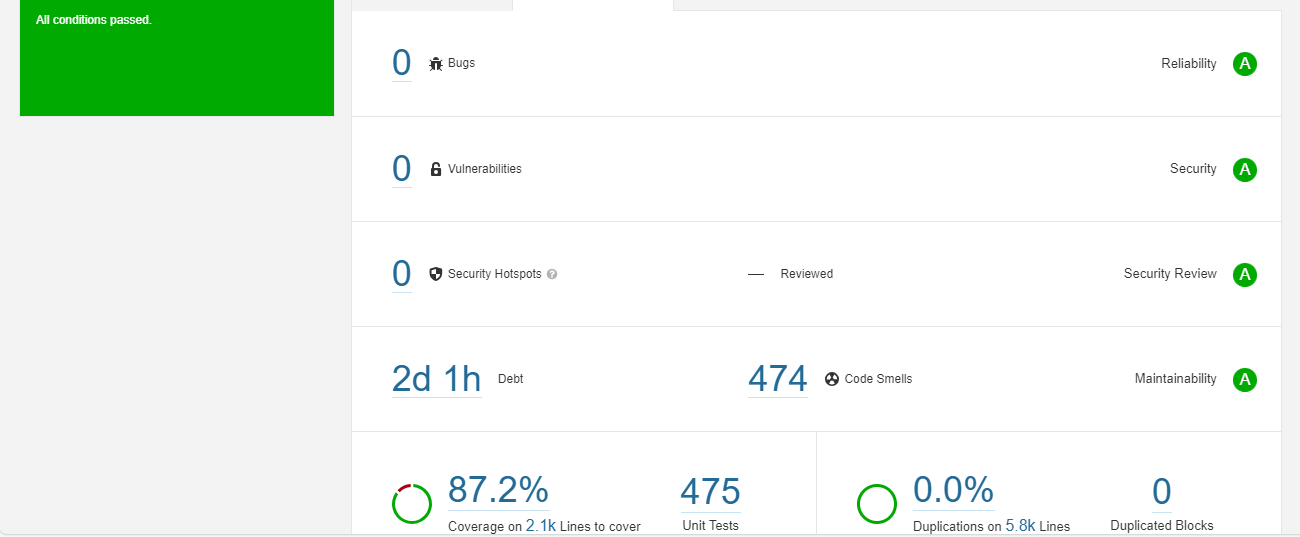 All conditions passed.
0 Bugs Reliability A
0 Vulnerabilities Security A
0 Security Hotspots ? — Reviewed Security Review A
2d 1h Debt 474 Code Smells Maintainability A
87.2% 475 0.0% 0
Coverage on 2.1k Lines to cover Unit Tests Duplications on 5.8k Lines Duplicated Blocks